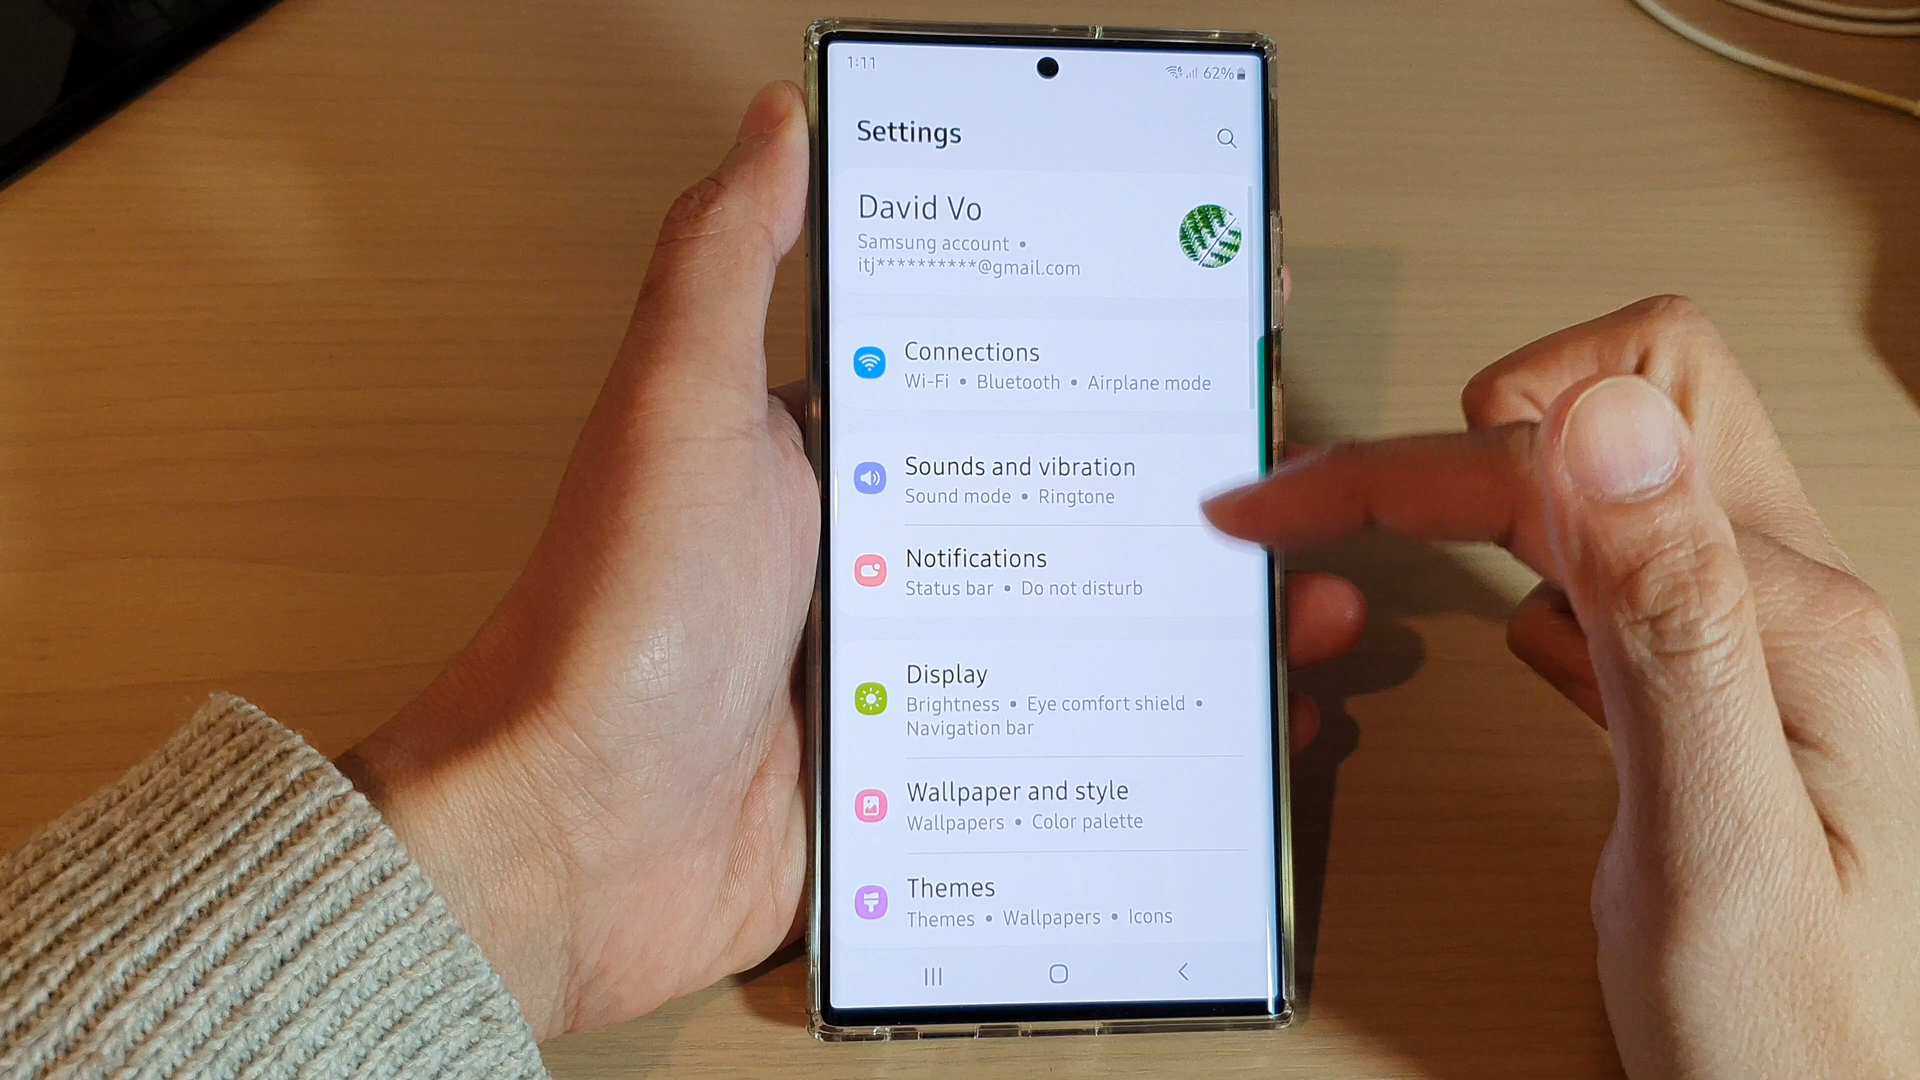 1:11
62%
Settings
David Vo
Samsung account •
itj**********@gmail.com
Connections
Wi-Fi • Bluetooth • Airplane mode
Sounds and vibration
Sound mode • Ringtone
Notifications
Status bar • Do not disturb
Display
Brightness • Eye comfort shield •
Navigation bar
Wallpaper and style
Wallpapers • Color palette
Themes
Themes • Wallpapers • Icons